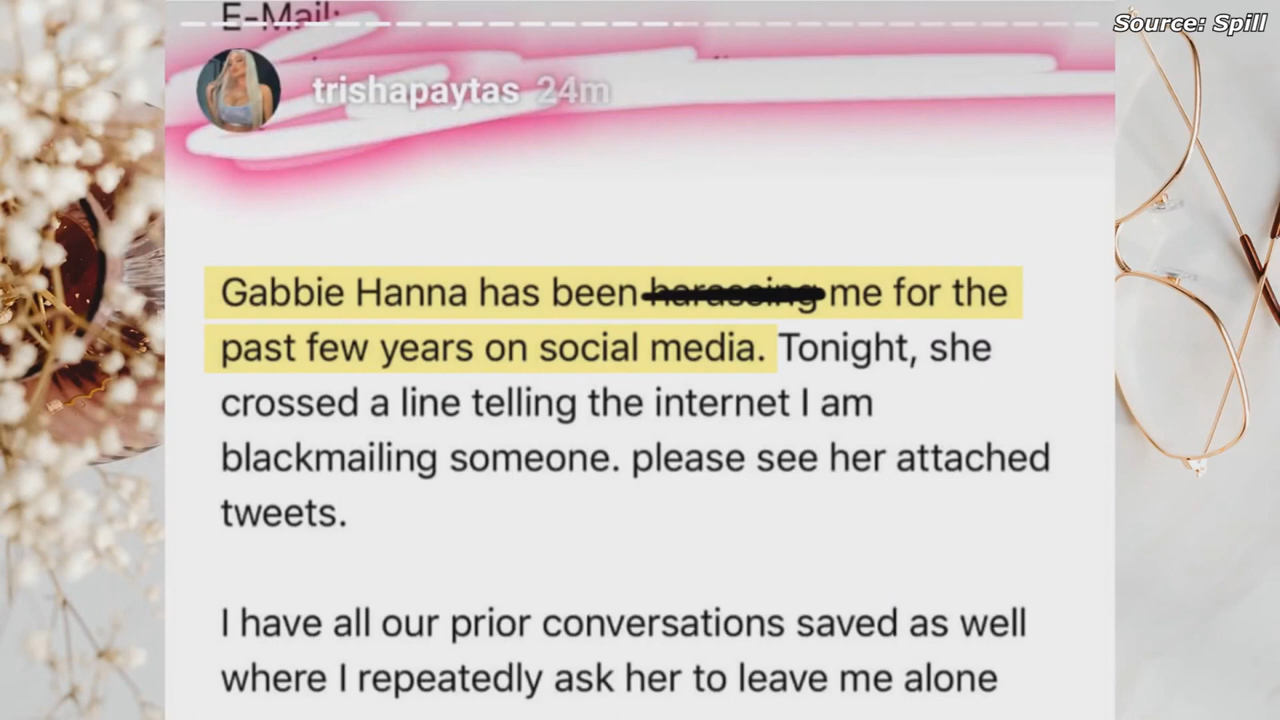 E-Mail:
Source: Spill
trishapaytas 24m
Gabbie Hanna has been harassing me for the
past few years on social media. Tonight, she
crossed a line telling the internet I am
blackmailing someone. please see her attached
tweets.
I have all our prior conversations saved as well
where I repeatedly ask her to leave me alone